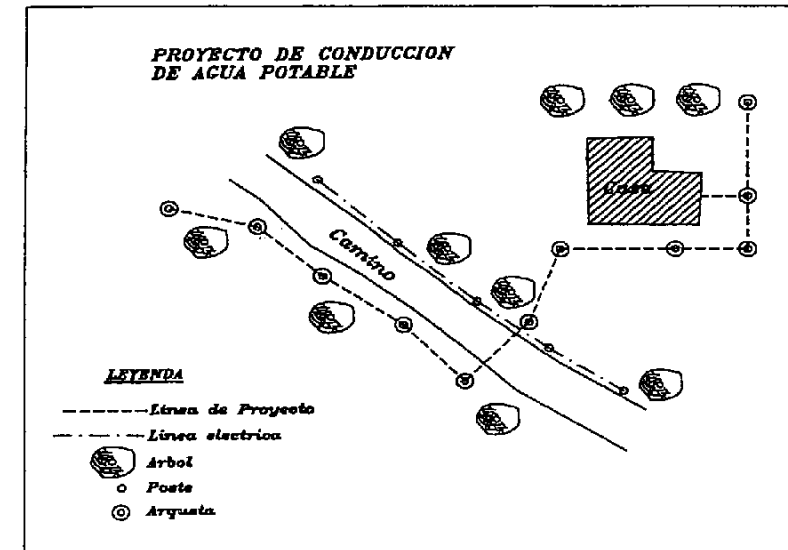 PROYECTO DE CONDUCCION
DE AGUA POTABLE
Casa
Camino
LEYENDA
Linea de Proyecto
Linea electrica
Arbol
Poste
Arqueta